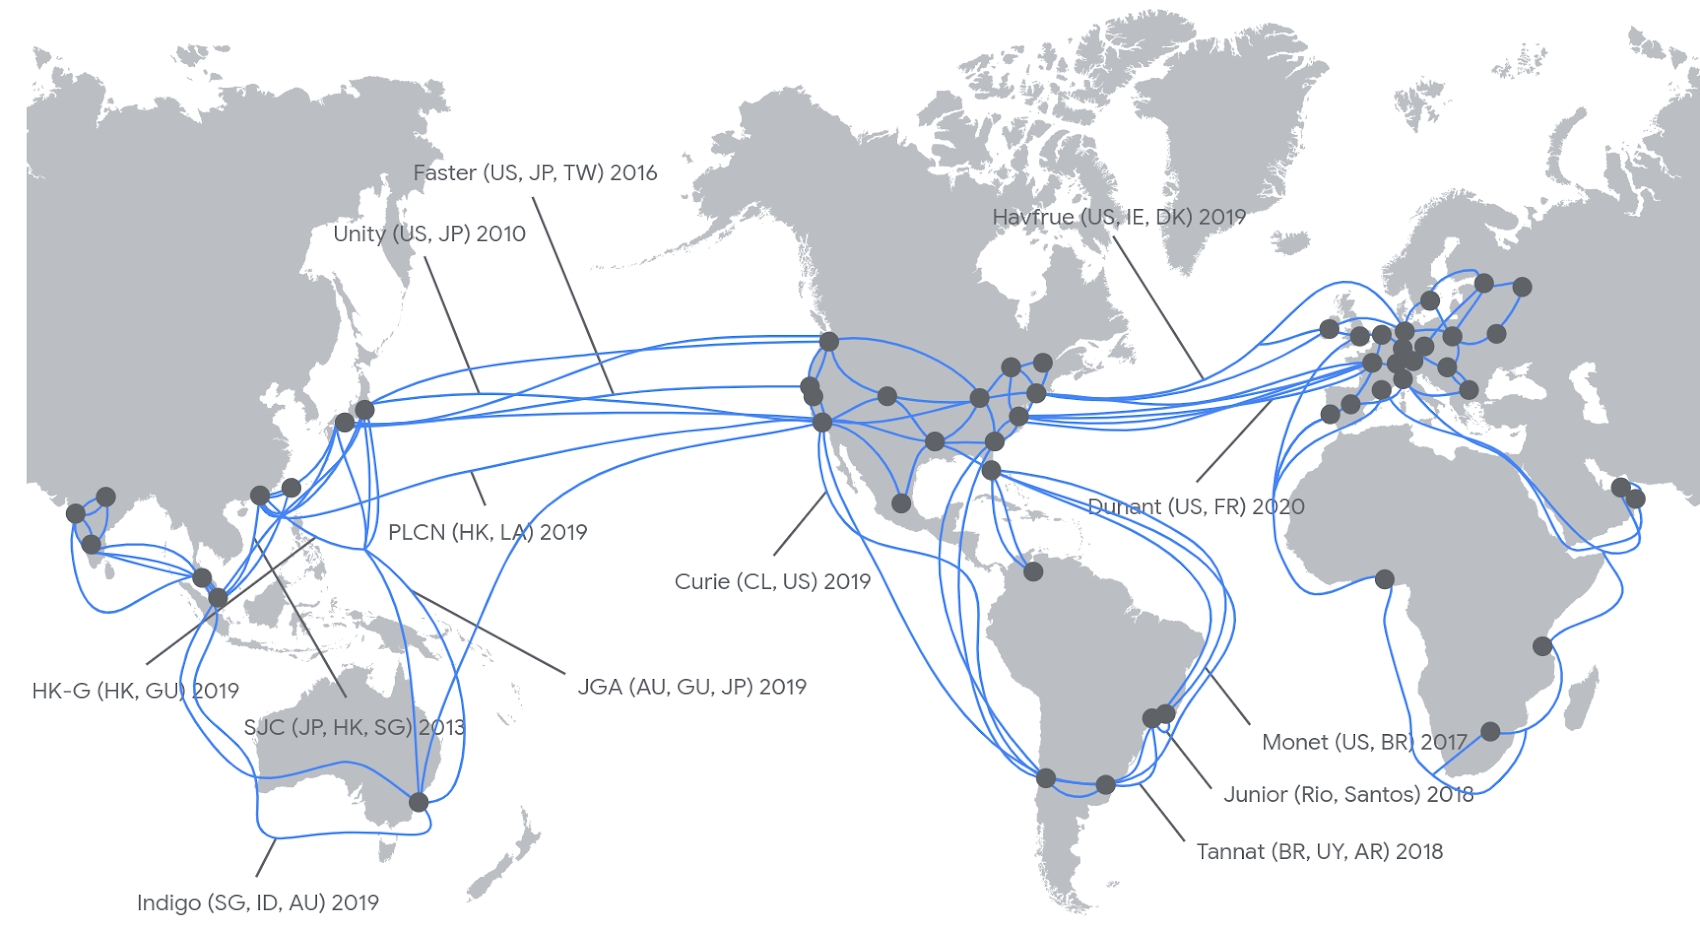 Faster (US, JP, TW) 2016
Havfrue (US, IE, DK) 2019
Unity (US, JP) 2010
Dunant (US, FR) 2020
PLCN (HK, LA) 2019
Curie (CL, US) 2019
HK-G (HK, GU) 2019
JGA (AU, GU, JP) 2019
SJC (JP, HK, SG) 2013
Monet (US, BR) 2017
Junior (Rio, Santos) 2018
Tannat (BR, UY, AR) 2018
Indigo (SG, ID, AU) 2019